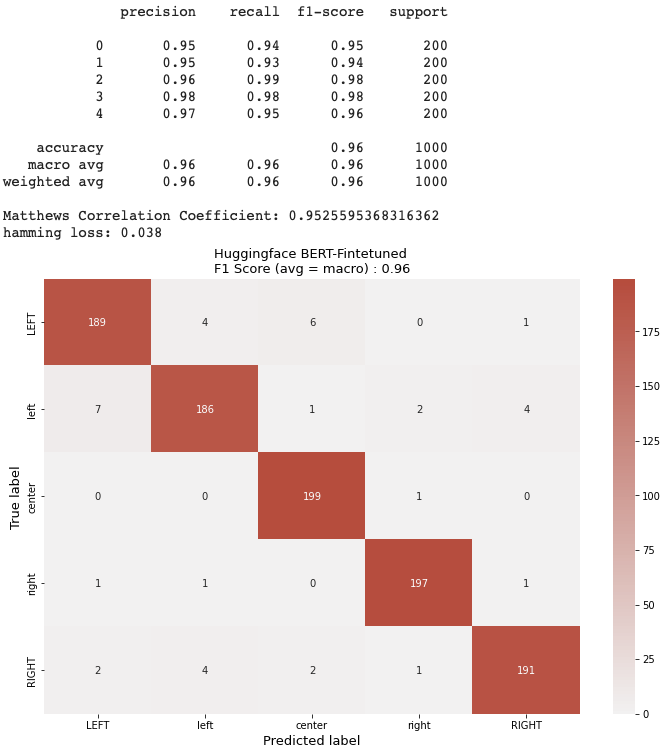 precision recall f1-score support
0 0.95 0.94 0.95 200
1 0.95 0.93 0.94 200
2 0.96 0.99 0.98 200
3 0.98 0.98 0.98 200
4 0.97 0.95 0.96 200
accuracy 0.96 1000
macro avg 0.96 0.96 0.96 1000
weighted avg 0.96 0.96 0.96 1000
Matthews Correlation Coefficient: 0.9525595368316362
hamming loss: 0.038
Huggingface BERT-Fintetuned
F1 Score (avg = macro) : 0.96
True label
LEFT 189 4 6 0 1
left 7 186 1 2 4
center 0 0 199 1 0
right 1 1 0 197 1
RIGHT 2 4 2 1 191
LEFT left center right RIGHT
Predicted label
175
150
125
100
75
50
25
0